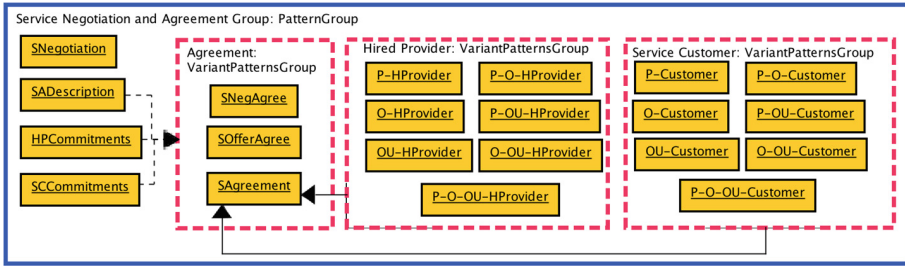 Service Negotiation and Agreement Group: PatternGroup
SNegotiation
SADescription
HPCommitments
SCCommitments
Agreement:
VariantPatternsGroup
SNegAgree
SOfferAgree
SAgreement
Hired Provider: VariantPatternsGroup
P-HProvider
P-O-HProvider
O-HProvider
P-OU-HProvider
OU-HProvider
O-OU-HProvider
P-O-OU-HProvider
Service Customer: VariantPatternsGroup
P-Customer
P-O-Customer
O-Customer
P-OU-Customer
OU-Customer
O-OU-Customer
P-O-OU-Customer